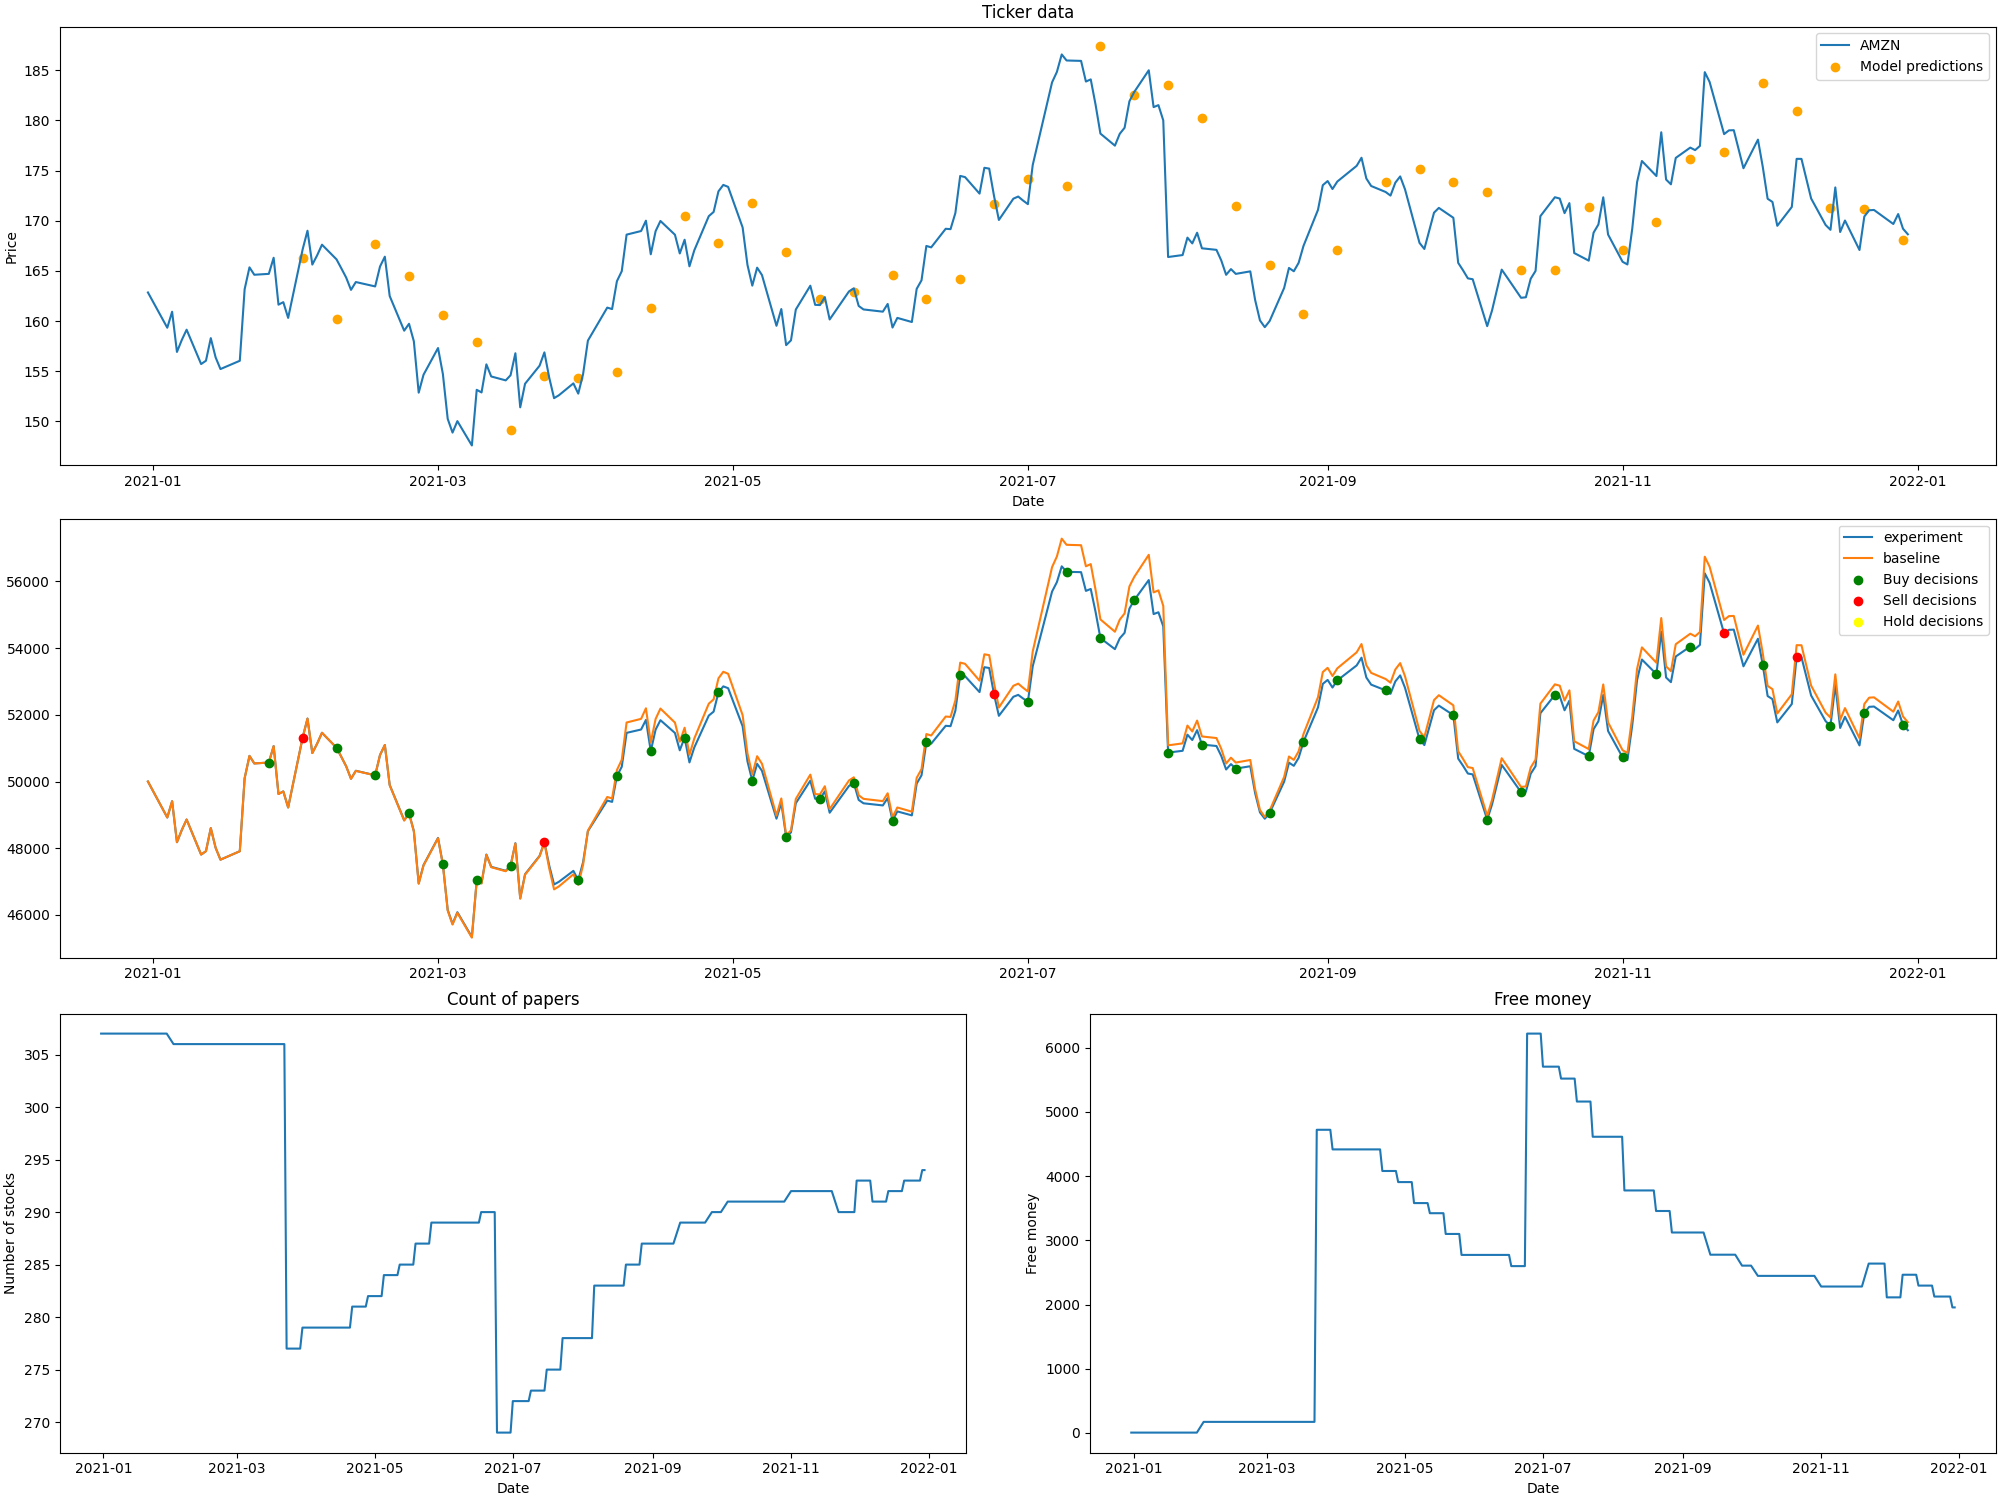 Ticker data
AMZN
Model predictions
Price
185
180
175
170
165
160
155
150
2021-01 2021-03 2021-05 2021-07 2021-09 2021-11 2022-01
Date
experiment
baseline
Buy decisions
Sell decisions
Hold decisions
56000
54000
52000
50000
48000
46000
2021-01 2021-03 2021-05 2021-07 2021-09 2021-11 2022-01
Count of papers
Number of stocks
305
300
295
290
285
280
275
270
2021-01 2021-03 2021-05 2021-07 2021-09 2021-11 2022-01
Date
Free money
Free money
6000
5000
4000
3000
2000
1000
0
2021-01 2021-03 2021-05 2021-07 2021-09 2021-11 2022-01
Date